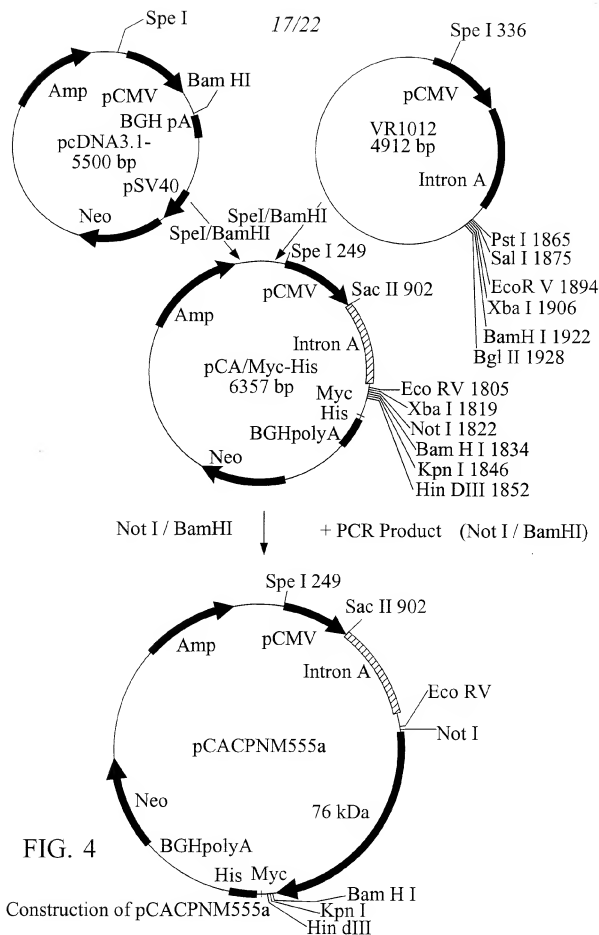 17/22
Spe I
Amp
pCMV
Bam HI
BGH pA
pcDNA3.1-
5500 bp
pSV40
Neo
Spe I 336
pCMV
VR1012
4912 bp
Intron A
Pst I 1865
Sal I 1875
EcoR V 1894
Xba I 1906
BamH I 1922
Bgl II 1928
SpeI/BamHI
SpeI/BamHI
Spe I 249
pCMV
Sac II 902
Amp
Intron A
pCA/Myc-His
6357 bp
Myc
His
BGHpolyA
Neo
Eco RV 1805
Xba I 1819
Not I 1822
Bam H I 1834
Kpn I 1846
Hin DIII 1852
Not I / BamHI
+ PCR Product (Not I / BamHI)
Spe I 249
Sac II 902
pCMV
Amp
Intron A
Eco RV
Not I
pCACPNM555a
Neo
76 kDa
BGHpolyA
His Myc
Bam H I
Kpn I
Hin dIII
FIG. 4
Construction of pCACPNM555a